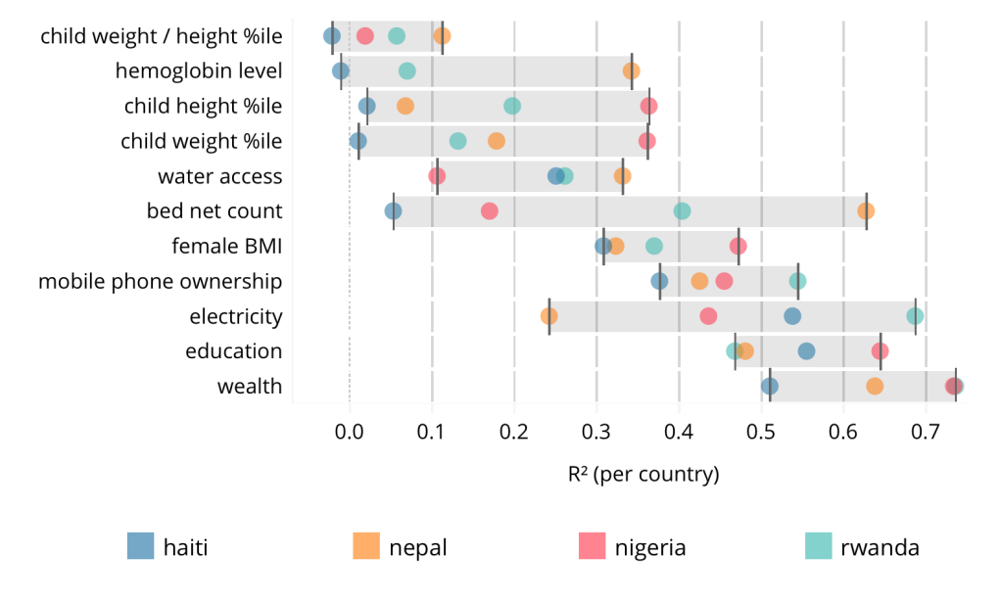 child weight / height %ile
hemoglobin level
child height %ile
child weight %ile
water access
bed net count
female BMI
mobile phone ownership
electricity
education
wealth
0.0 0.1 0.2 0.3 0.4 0.5 0.6 0.7
R² (per country)
haiti nepal nigeria rwanda